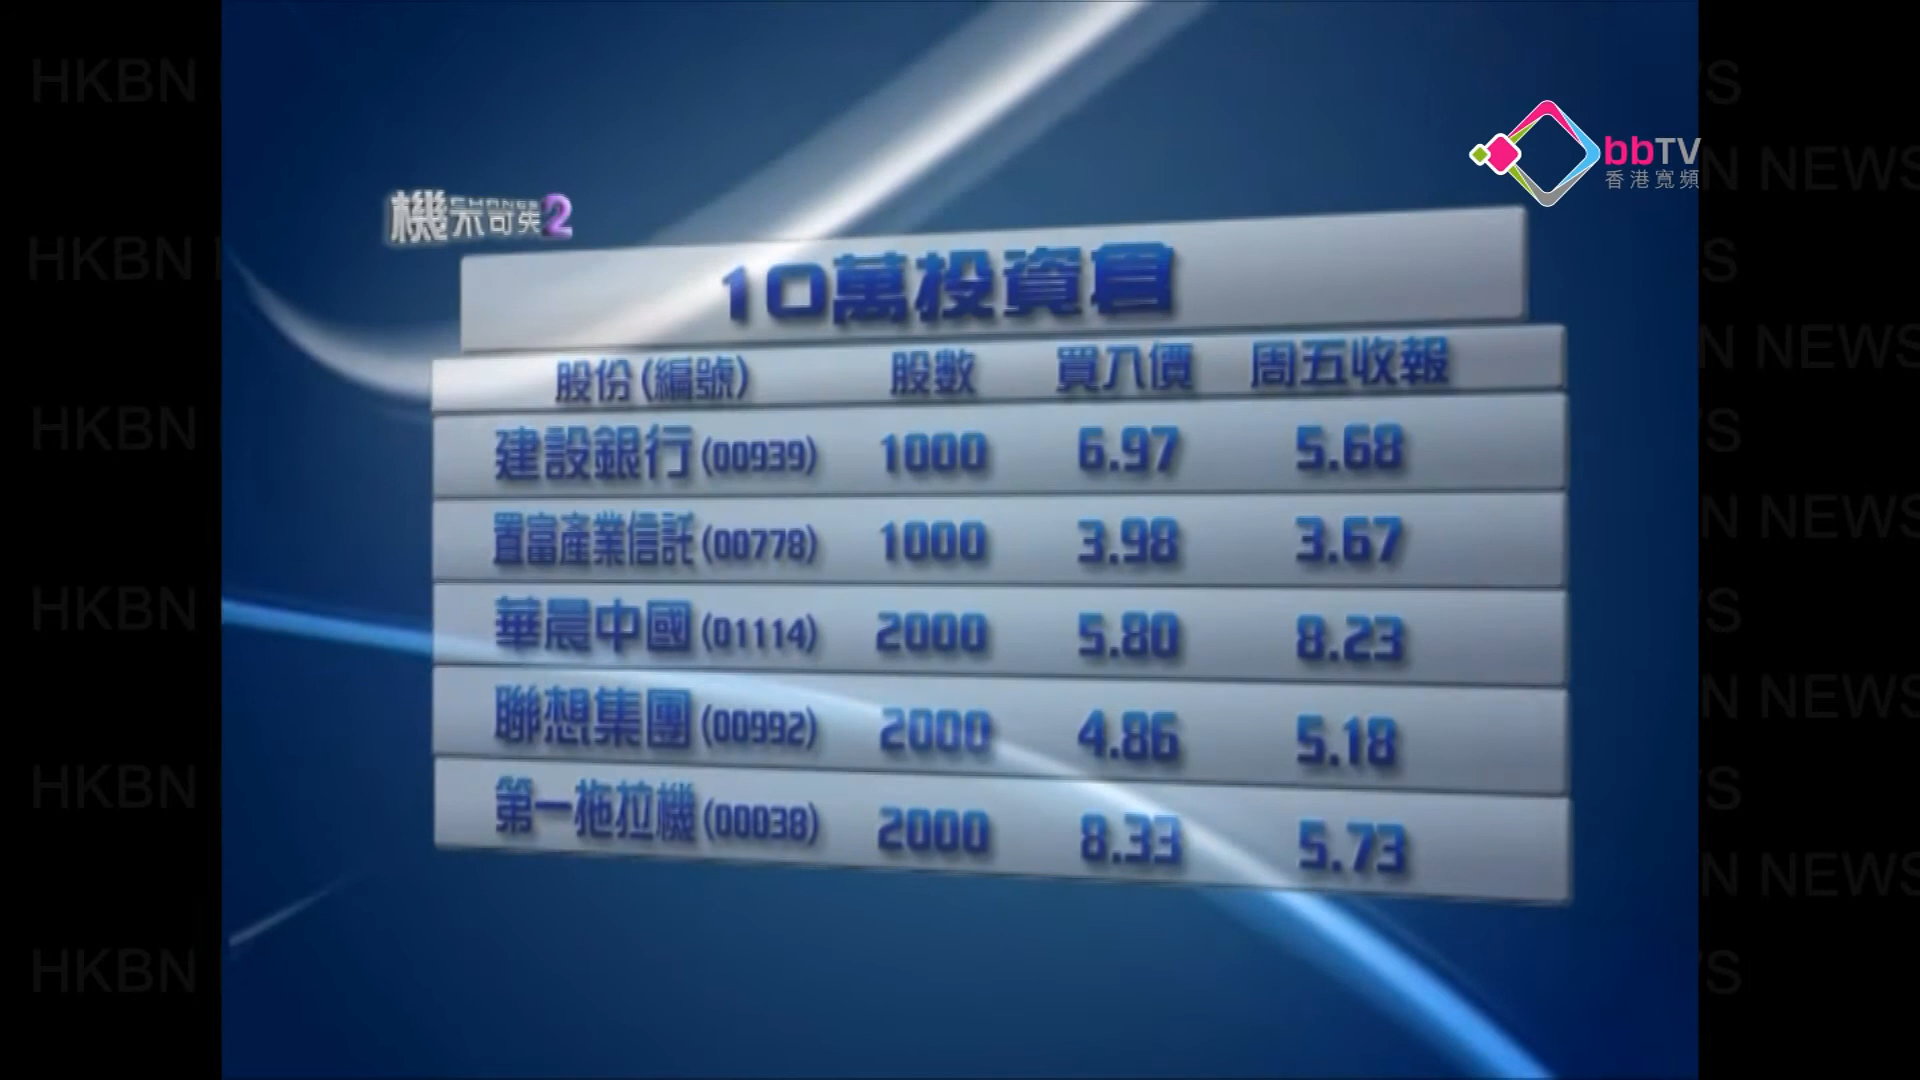 HKBN NEWS
bbTV
香港寬頻
機不可失2
CHANCE
10萬投資倉
股份(編號) 股數 買入價 周五收報
建設銀行(00939) 1000 6.97 5.68
置富產業信託(00778) 1000 3.98 3.67
華晨中國(01114) 2000 5.80 8.23
聯想集團(00992) 2000 4.86 5.18
第一拖拉機(00038) 2000 8.33 5.73